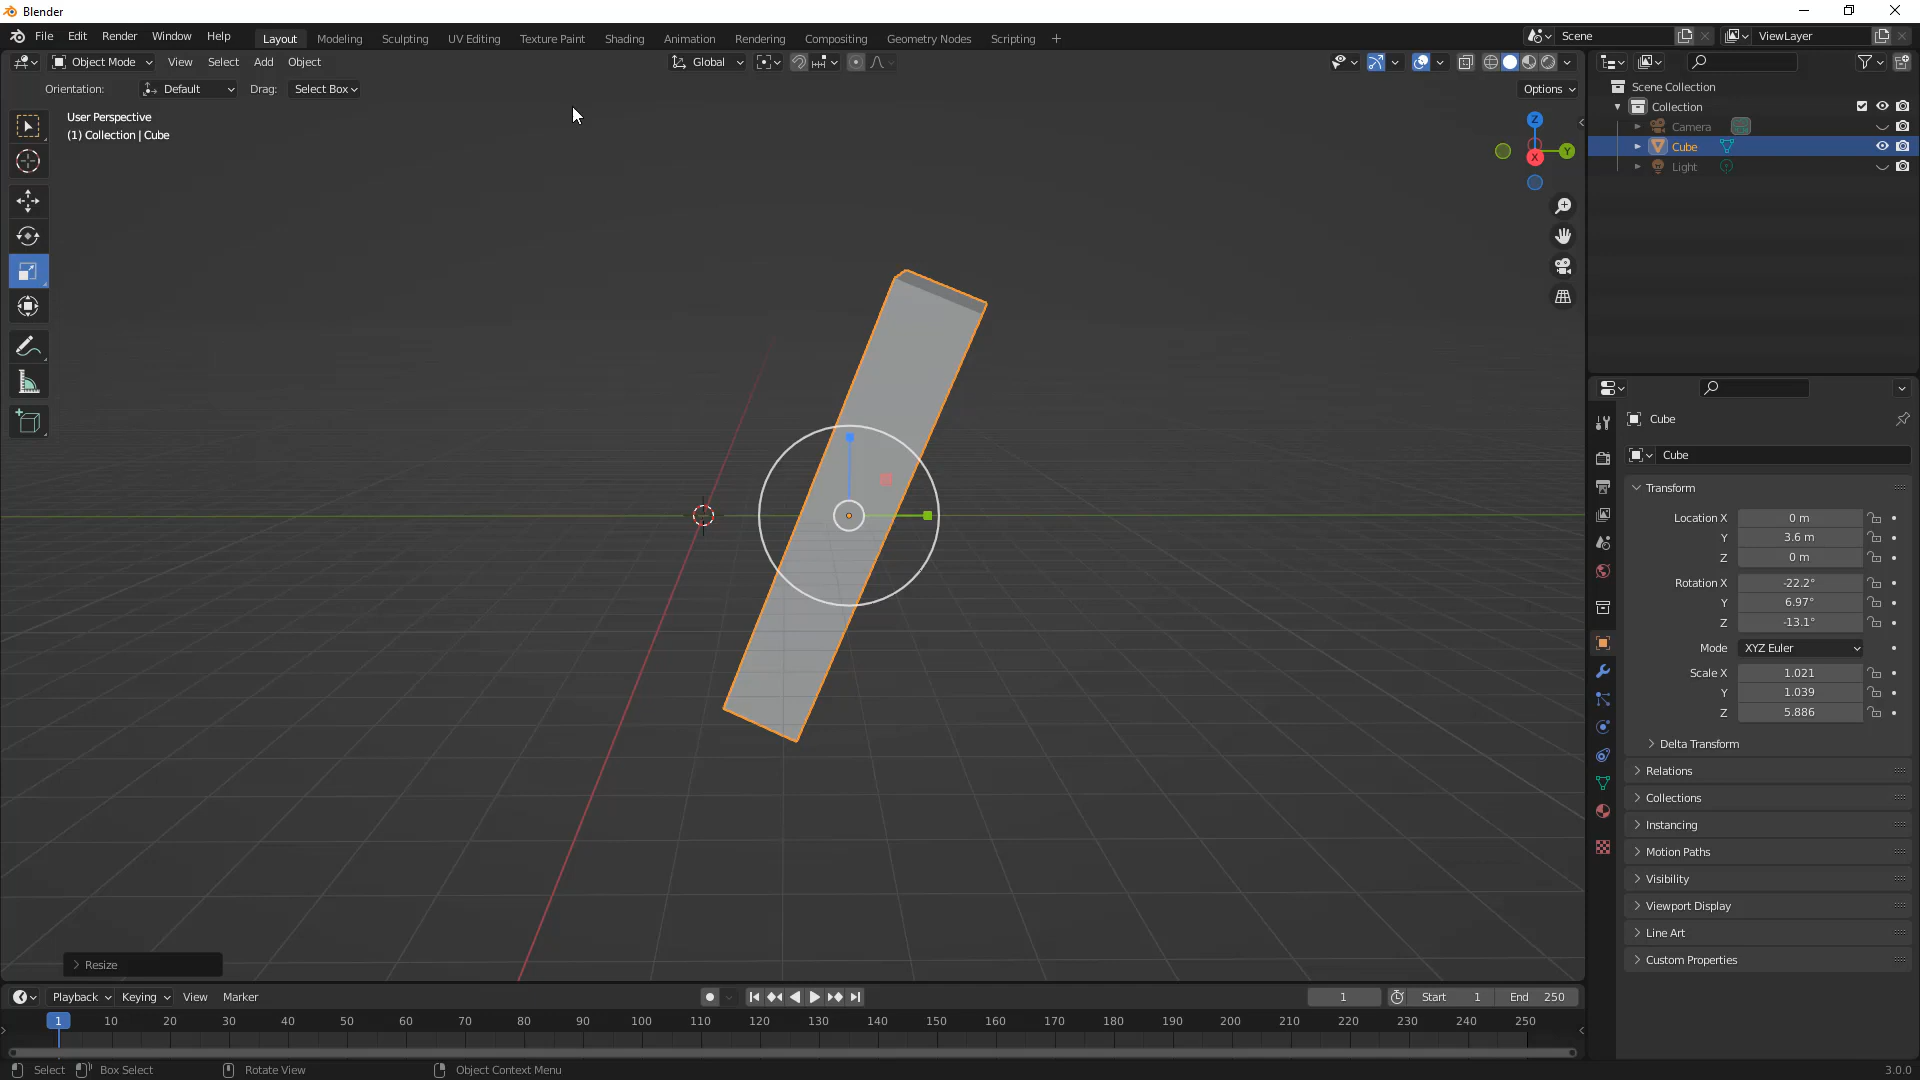 Blender
File Edit Render Window Help
Layout Modeling Sculpting UV Editing Texture Paint Shading Animation Rendering Compositing Geometry Nodes Scripting +
Scene
ViewLayer
Object Mode View Select Add Object
Global
Orientation: Default Drag: Select Box
Options
User Perspective
(1) Collection | Cube
Z
Y
X
Scene Collection
Collection
Camera
Cube
Light
Cube
Cube
Transform
Location X 0 m
Y 3.6 m
Z 0 m
Rotation X -22.2°
Y 6.97°
Z -13.1°
Mode XYZ Euler
Scale X 1.021
Y 1.039
Z 5.886
Delta Transform
Relations
Collections
Instancing
Motion Paths
Visibility
Viewport Display
Line Art
Custom Properties
Resize
Playback Keying View Marker
1 Start 1 End 250
1 10 20 30 40 50 60 70 80 90 100 110 120 130 140 150 160 170 180 190 200 210 220 230 240 250
Select Box Select Rotate View Object Context Menu
3.0.0